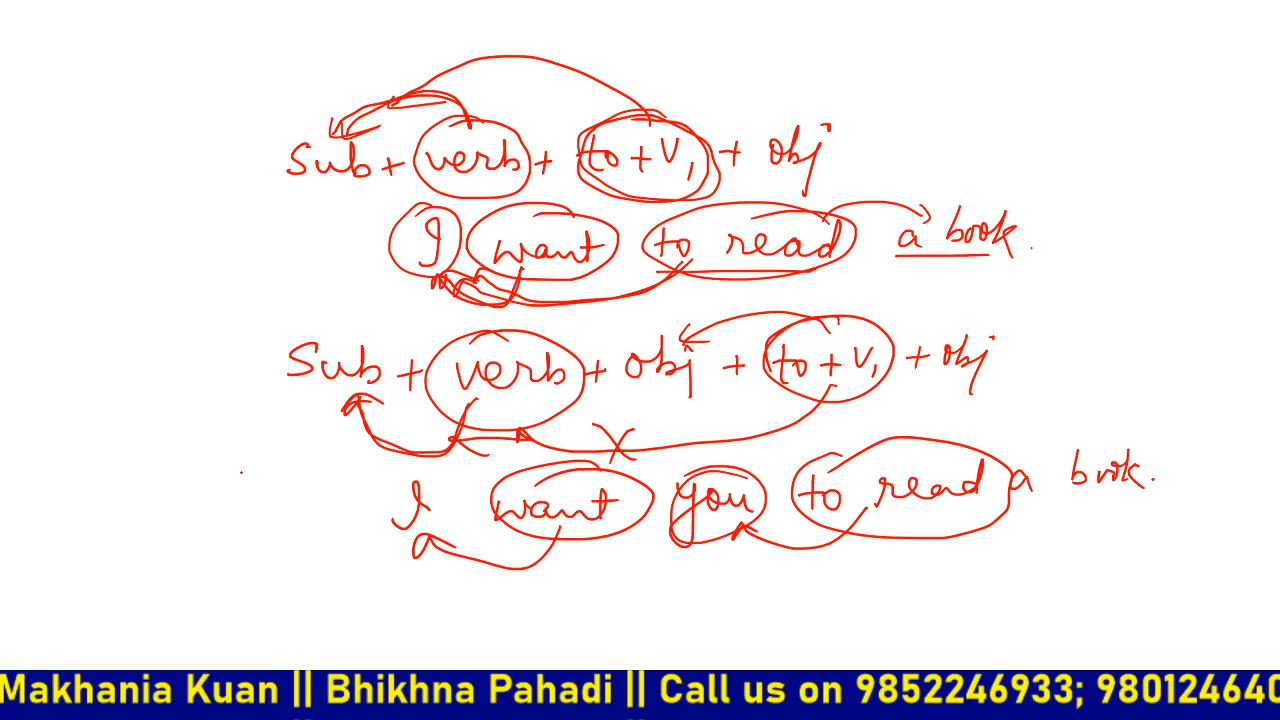 Sub + verb + to + V1 + obj
I want to read a book.
Sub + verb + obj + to + V1 + obj
I want you to read a book.
Makhania Kuan || Bhikhna Pahadi || Call us on 9852246933; 980124640